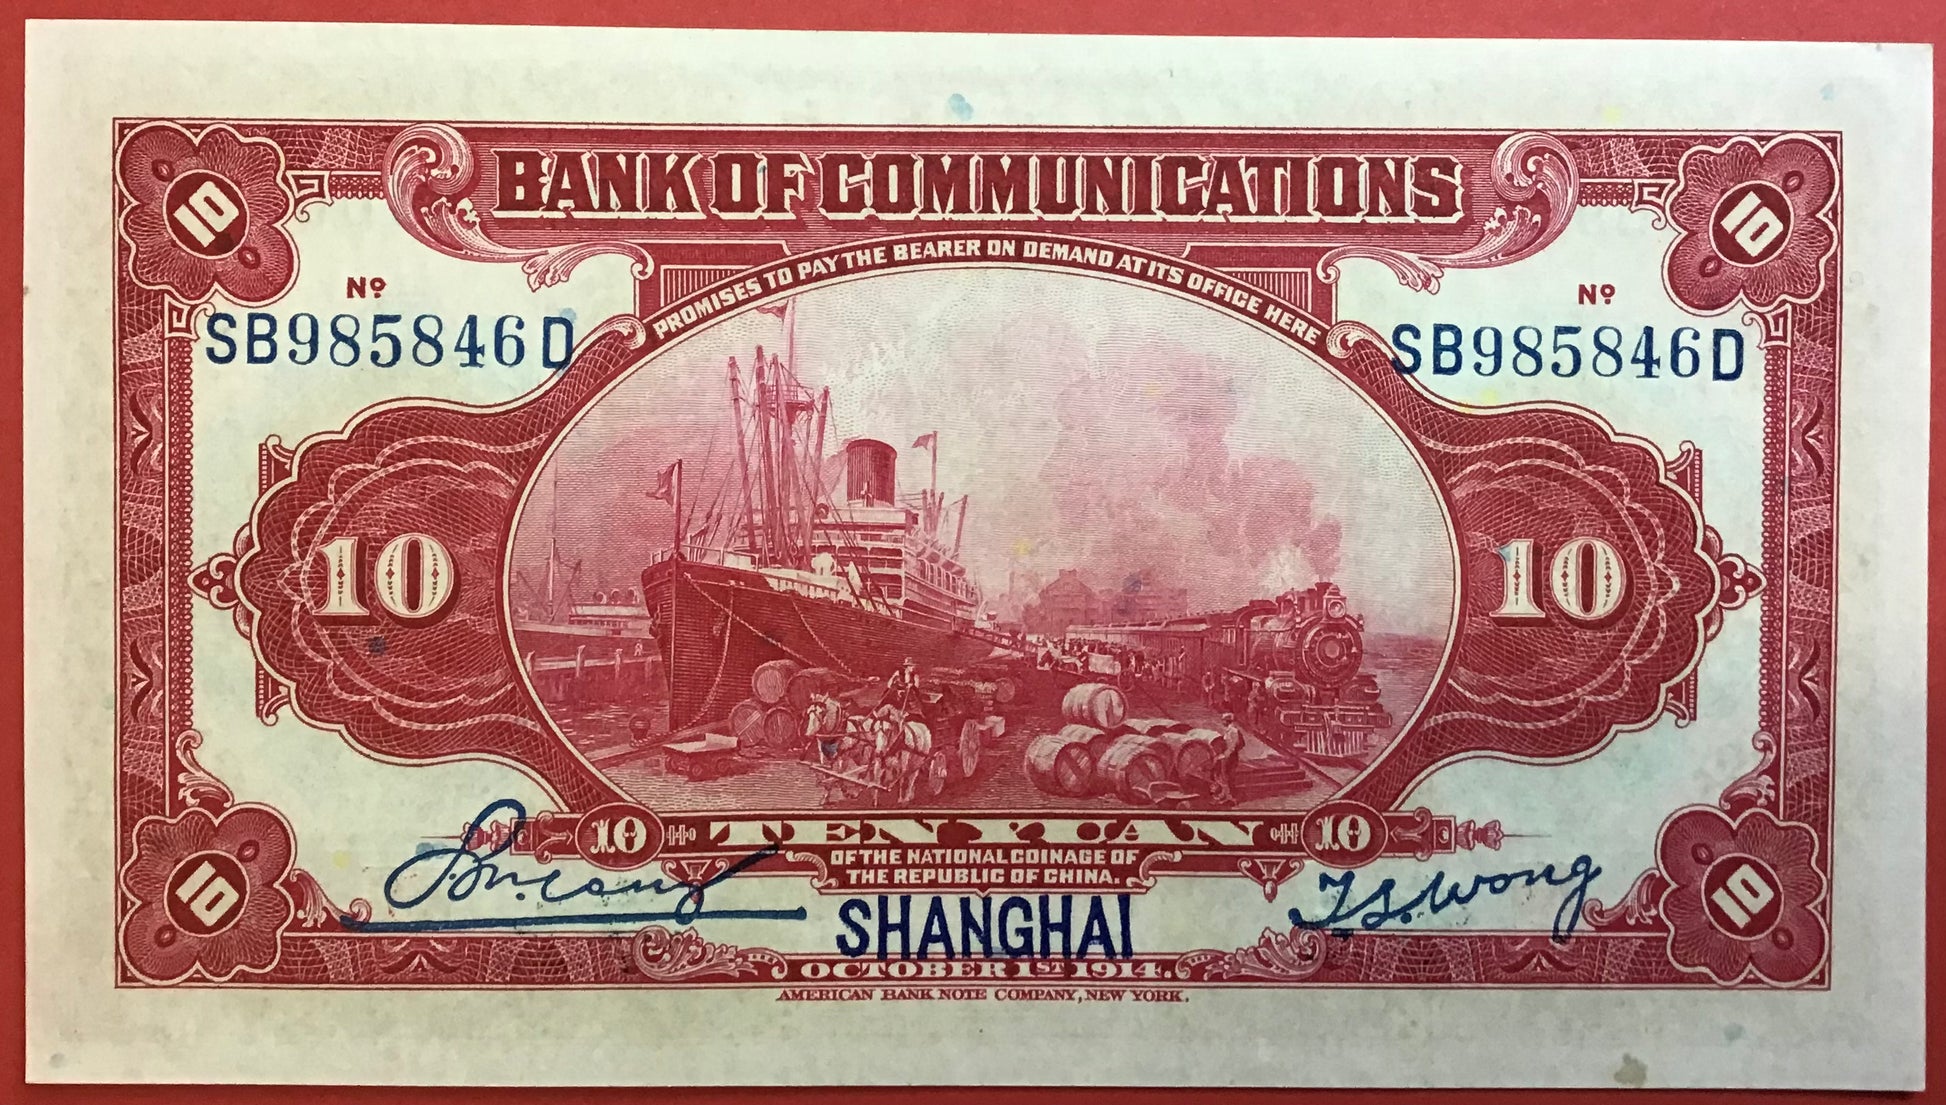 10 BANK OF COMMUNICATIONS 10
PROMISES TO PAY THE BEARER ON DEMAND AT ITS OFFICE HERE
Nº Nº
SB985846D SB985846D
10 10
10 TEN YUAN 10
OF THE NATIONAL COINAGE OF
THE REPUBLIC OF CHINA.
T.S. Wong
10 SHANGHAI 10
OCTOBER 1ST 1914.
AMERICAN BANK NOTE COMPANY, NEW YORK.